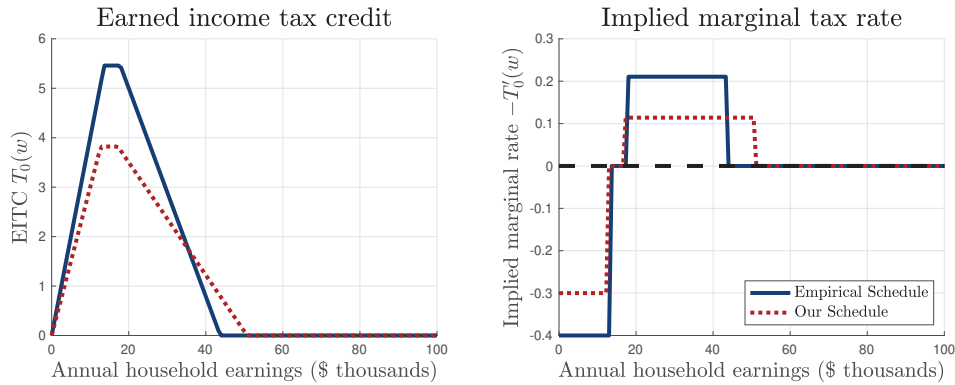 Earned income tax credit
EITC T₀(w)
6
5
4
3
2
1
0
0 20 40 60 80 100
Annual household earnings ($ thousands)
Implied marginal tax rate
Implied marginal rate −T₀′(w)
0.3
0.2
0.1
0
-0.1
-0.2
-0.3
-0.4
Empirical Schedule
Our Schedule
0 20 40 60 80 100
Annual household earnings ($ thousands)